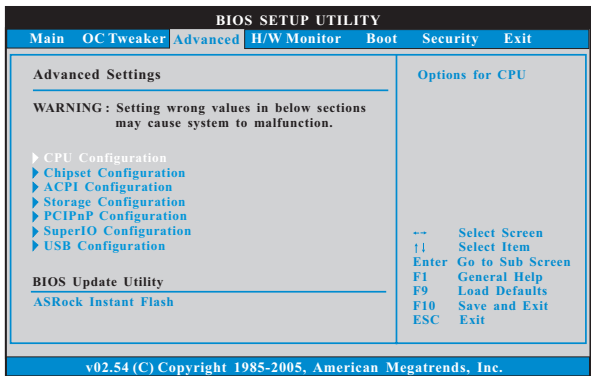 BIOS SETUP UTILITY
Main OC Tweaker Advanced H/W Monitor Boot Security Exit
Advanced Settings
WARNING : Setting wrong values in below sections
may cause system to malfunction.
CPU Configuration
Chipset Configuration
ACPI Configuration
Storage Configuration
PCIPnP Configuration
SuperIO Configuration
USB Configuration
BIOS Update Utility
ASRock Instant Flash
Options for CPU
←→ Select Screen
↑↓ Select Item
Enter Go to Sub Screen
F1 General Help
F9 Load Defaults
F10 Save and Exit
ESC Exit
v02.54 (C) Copyright 1985-2005, American Megatrends, Inc.